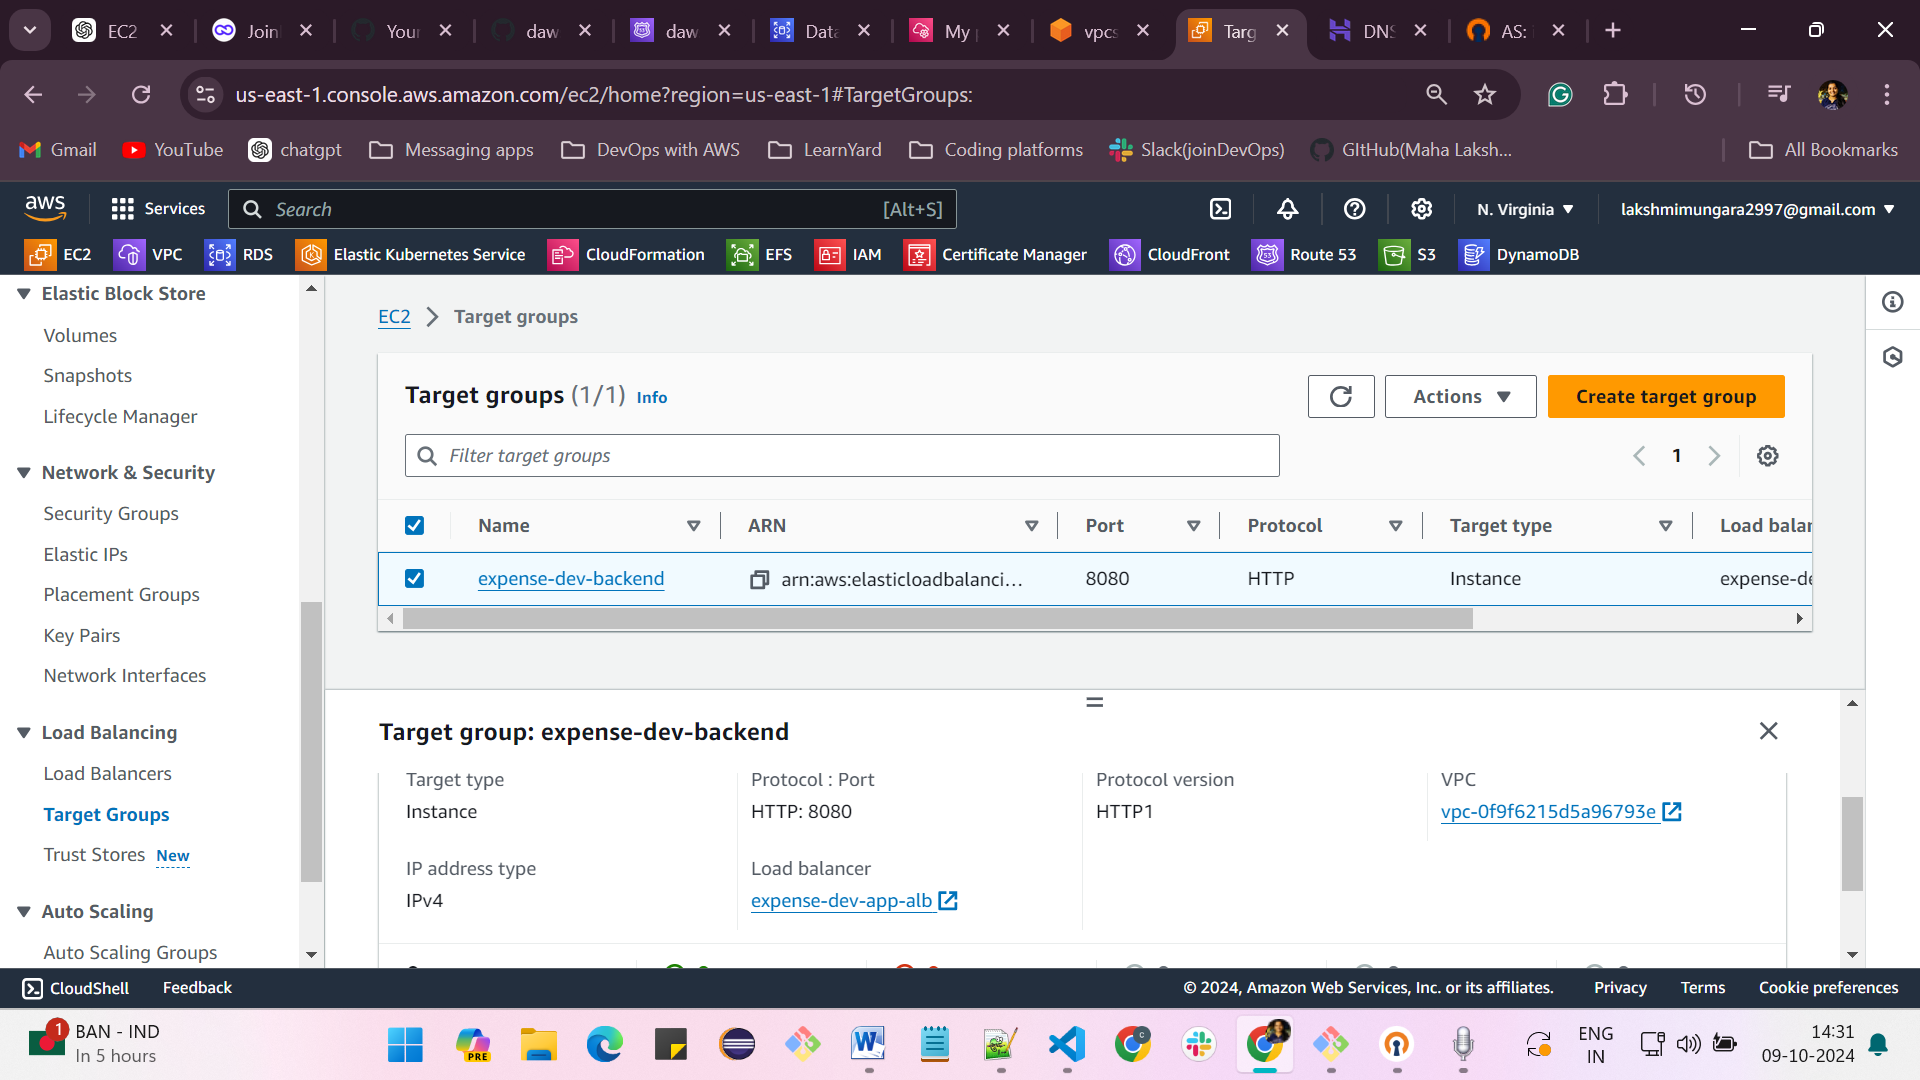 EC2
Join
Your
daw
daw
Data
My p
vpcs
Targ
DNS
AS:
us-east-1.console.aws.amazon.com/ec2/home?region=us-east-1#TargetGroups:
Gmail
YouTube
chatgpt
Messaging apps
DevOps with AWS
LearnYard
Coding platforms
Slack(joinDevOps)
GItHub(Maha Laksh...
All Bookmarks
aws
Services
Search
[Alt+S]
N. Virginia
lakshmimungara2997@gmail.com
EC2
VPC
RDS
Elastic Kubernetes Service
CloudFormation
EFS
IAM
Certificate Manager
CloudFront
Route 53
S3
DynamoDB
Elastic Block Store
Volumes
Snapshots
Lifecycle Manager
Network & Security
Security Groups
Elastic IPs
Placement Groups
Key Pairs
Network Interfaces
Load Balancing
Load Balancers
Target Groups
Trust Stores New
Auto Scaling
Auto Scaling Groups
EC2 > Target groups
Target groups (1/1) Info
Actions
Create target group
Filter target groups
1
Name
ARN
Port
Protocol
Target type
Load balan
expense-dev-backend
arn:aws:elasticloadbalanci...
8080
HTTP
Instance
expense-de
Target group: expense-dev-backend
Target type
Instance
Protocol : Port
HTTP: 8080
Protocol version
HTTP1
VPC
vpc-0f9f6215d5a96793e
IP address type
IPv4
Load balancer
expense-dev-app-alb
CloudShell
Feedback
© 2024, Amazon Web Services, Inc. or its affiliates.
Privacy
Terms
Cookie preferences
1
BAN - IND
In 5 hours
PRE
ENG
IN
14:31
09-10-2024